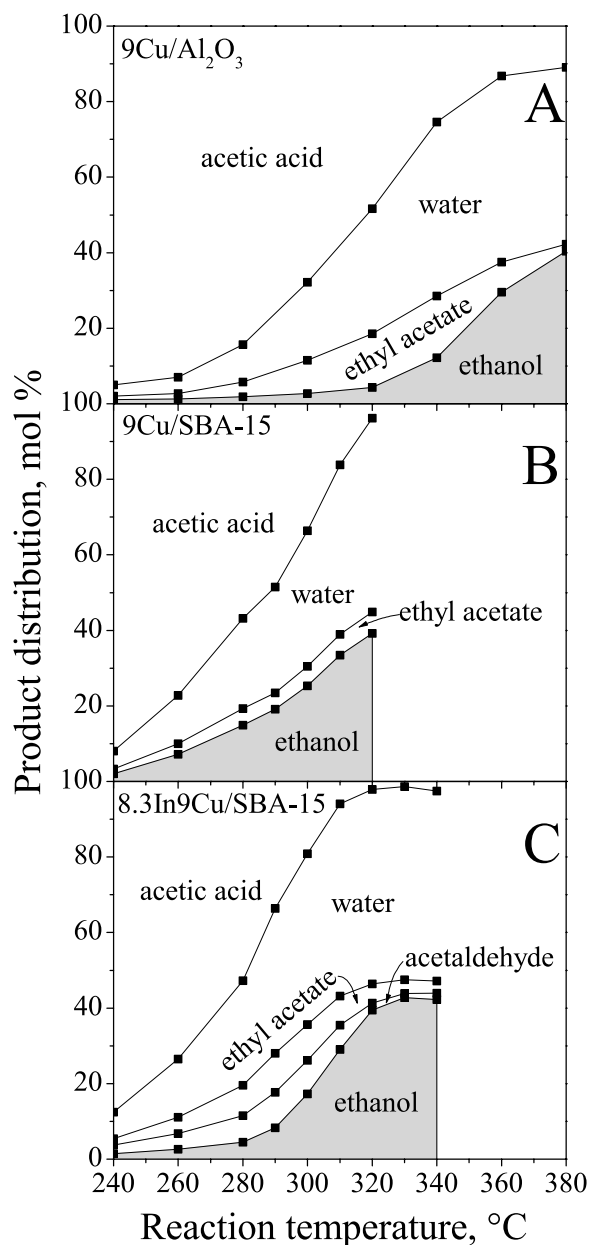 Product distribution, mol %
100
9Cu/Al₂O₃
A
80
acetic acid
60
water
40
ethyl acetate
20
ethanol
100
9Cu/SBA-15
B
80
acetic acid
60
water
ethyl acetate
40
20
ethanol
100
8.3In9Cu/SBA-15
C
80
acetic acid
water
60
acetaldehyde
ethyl acetate
40
20
ethanol
0
240 260 280 300 320 340 360 380
Reaction temperature, °C